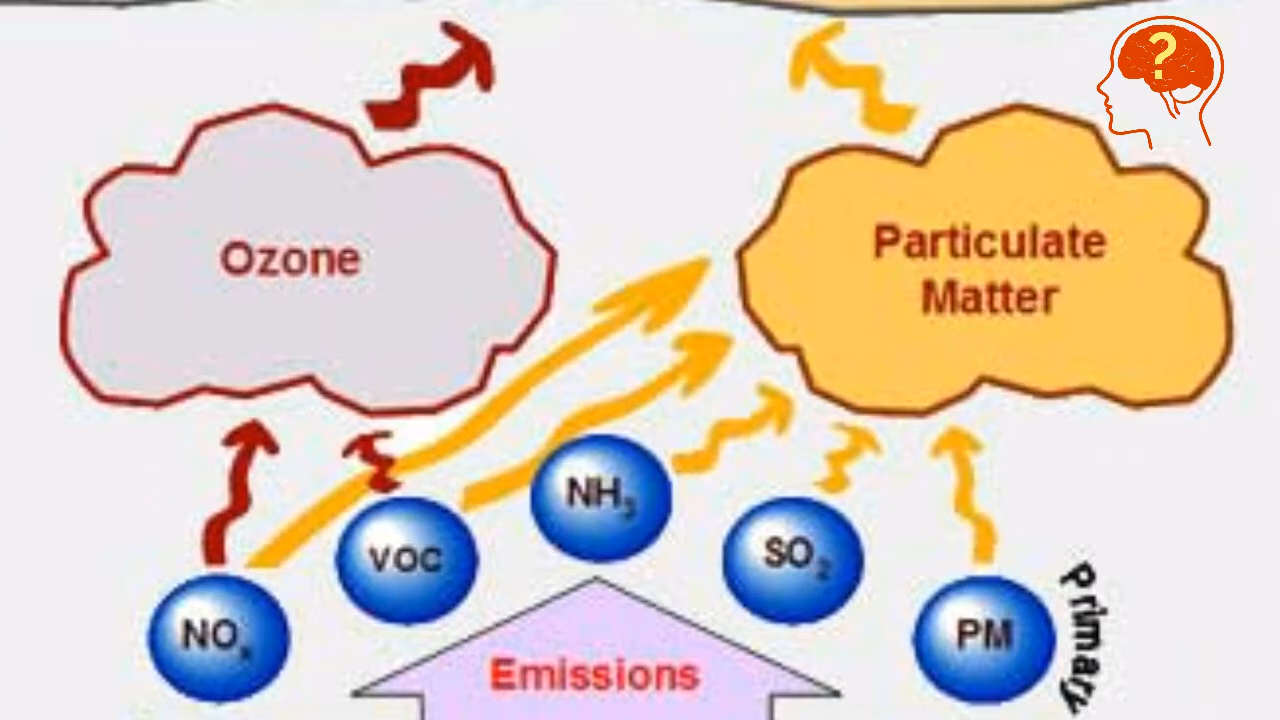 ?
Ozone
Particulate
Matter
NH3
VOC
SO2
NOx
PM
Primary
Emissions